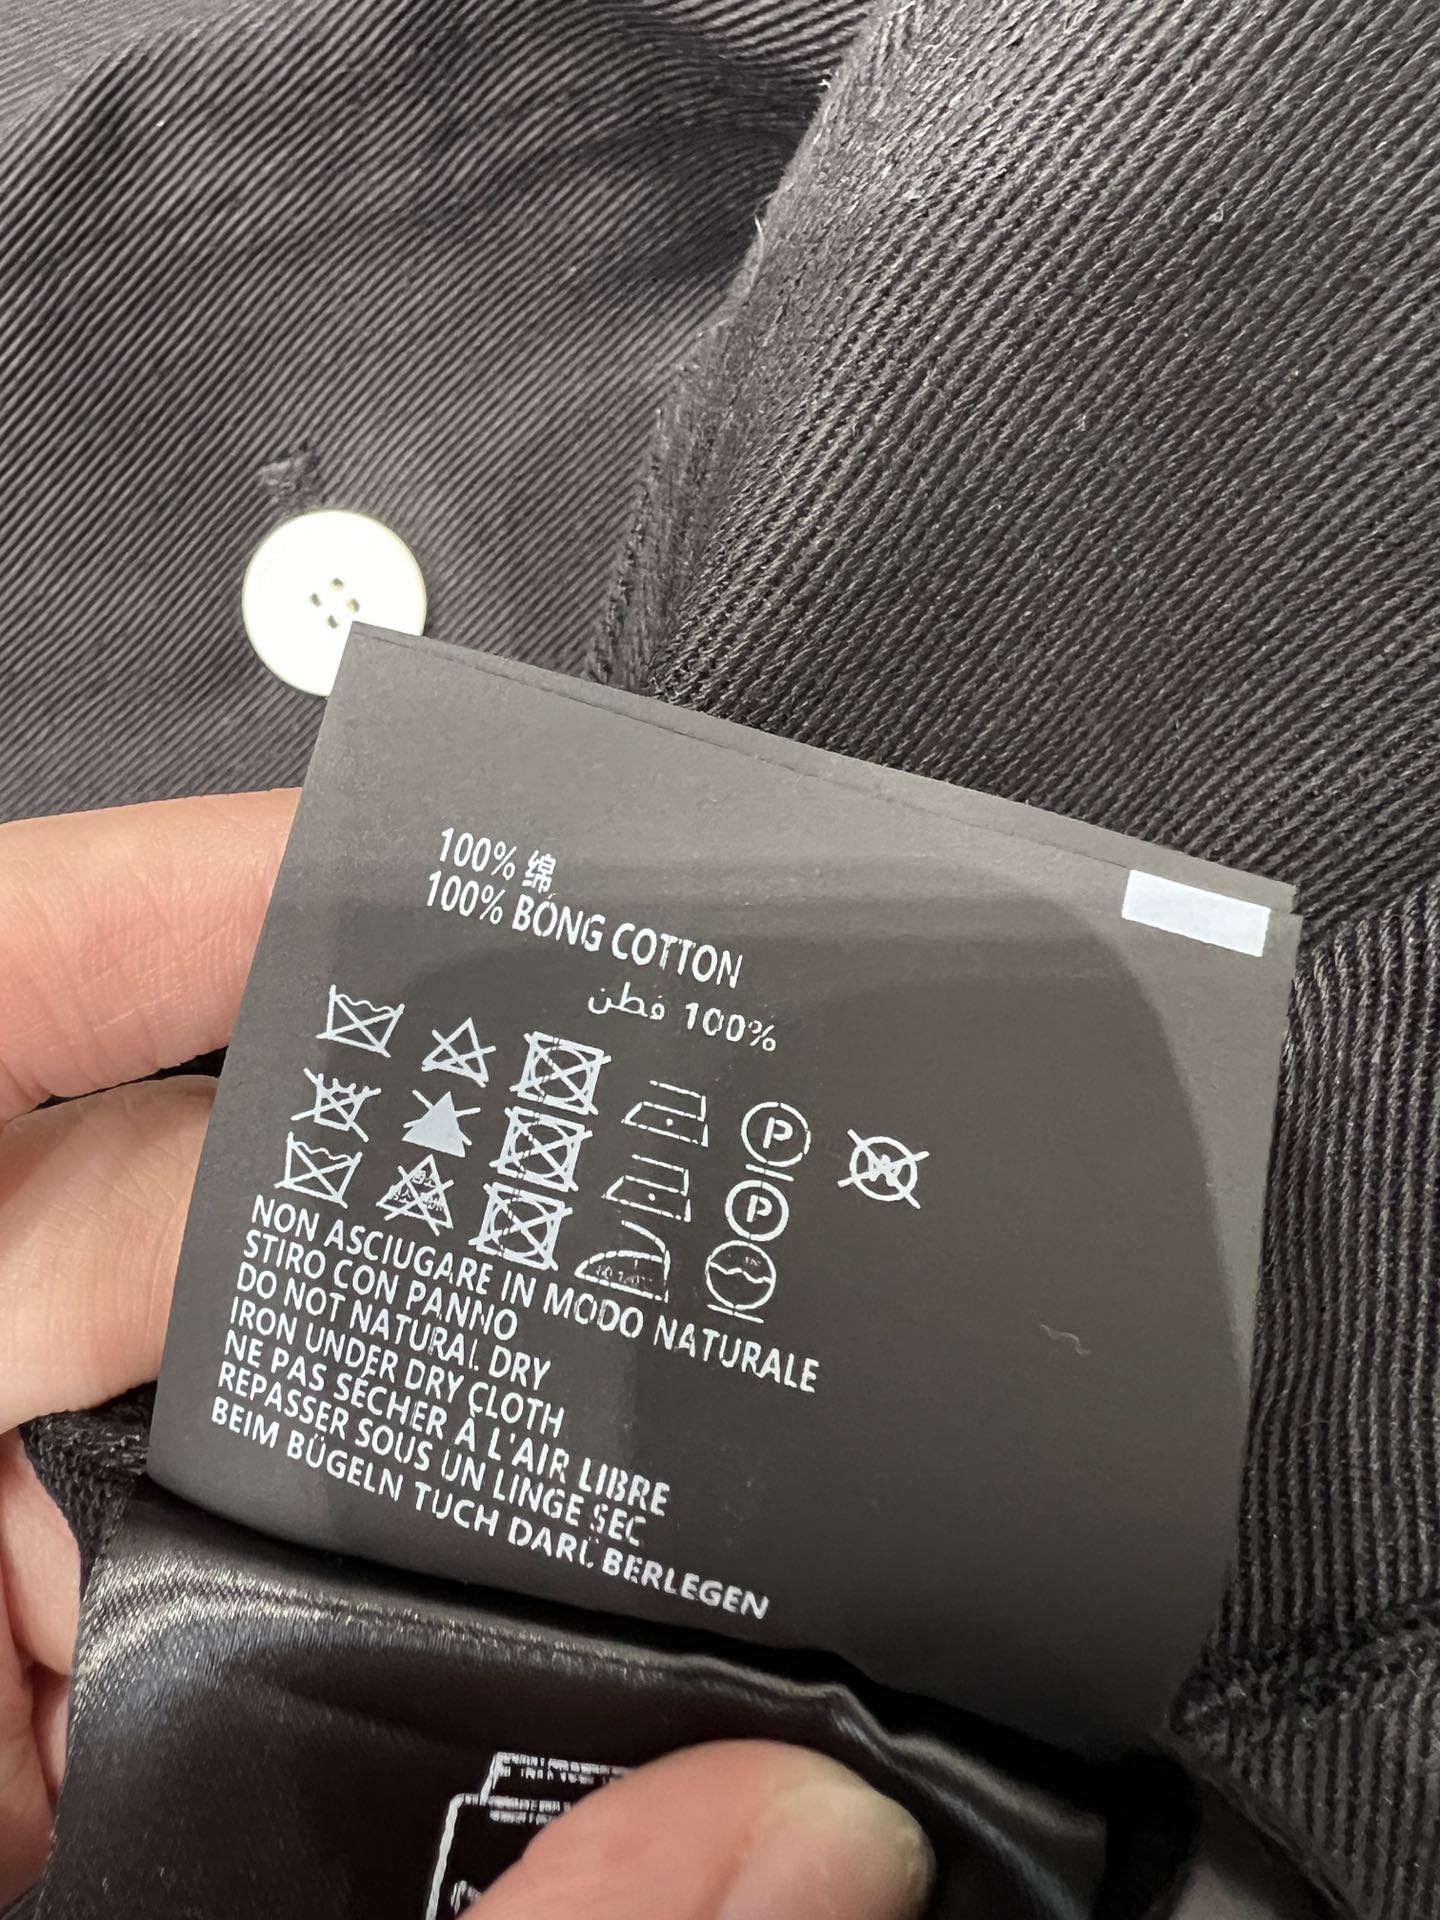 100% 绵
100% BÔNG COTTON
100% قطن
P
P
W
NON ASCIUGARE IN MODO NATURALE
STIRO CON PANNO
DO NOT NATURAL DRY
IRON UNDER DRY CLOTH
NE PAS SÉCHER À L'AIR LIBRE
REPASSER SOUS UN LINGE SEC
BEIM BÜGELN TUCH DARÜBERLEGEN